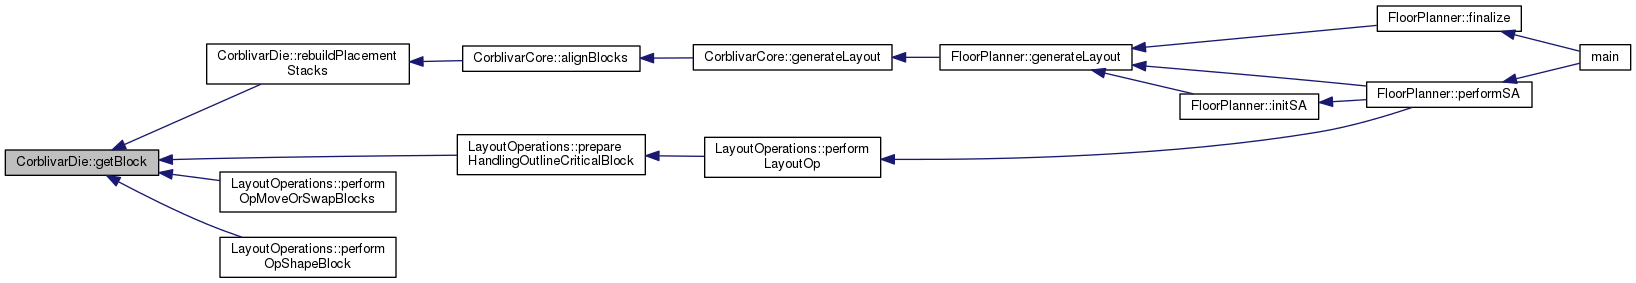 CorblivarDie::getBlock
CorblivarDie::rebuildPlacement
Stacks
CorblivarCore::alignBlocks
CorblivarCore::generateLayout
FloorPlanner::generateLayout
FloorPlanner::finalize
main
FloorPlanner::initSA
FloorPlanner::performSA
LayoutOperations::prepare
HandlingOutlineCriticalBlock
LayoutOperations::perform
LayoutOp
LayoutOperations::perform
OpMoveOrSwapBlocks
LayoutOperations::perform
OpShapeBlock